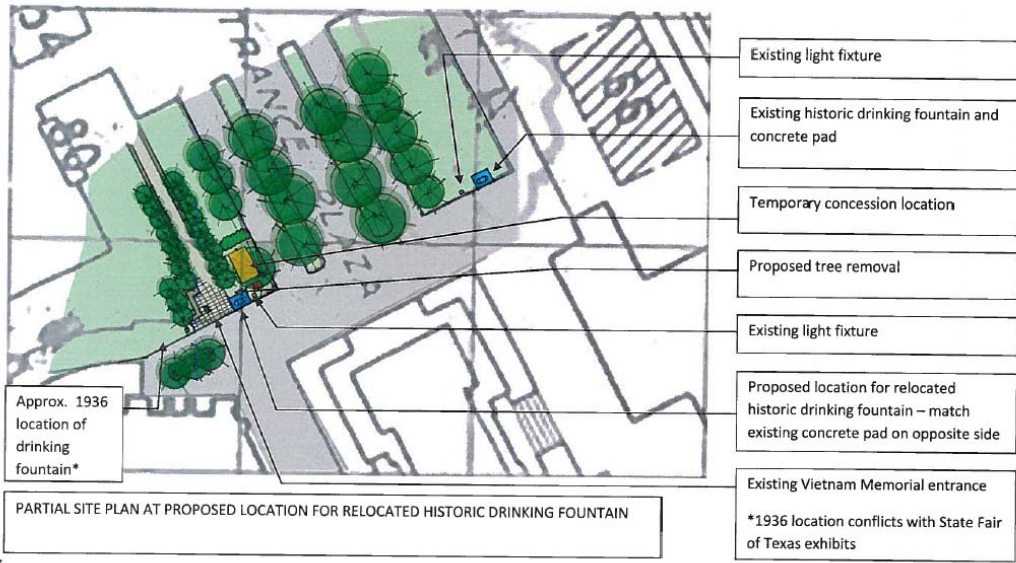 Existing light fixture
Existing historic drinking fountain and
concrete pad
Temporary concession location
Proposed tree removal
Existing light fixture
Proposed location for relocated
historic drinking fountain – match
existing concrete pad on opposite side
Existing Vietnam Memorial entrance
*1936 location conflicts with State Fair
of Texas exhibits
Approx. 1936
location of
drinking
fountain*
PARTIAL SITE PLAN AT PROPOSED LOCATION FOR RELOCATED HISTORIC DRINKING FOUNTAIN
TRANCE PLAZA